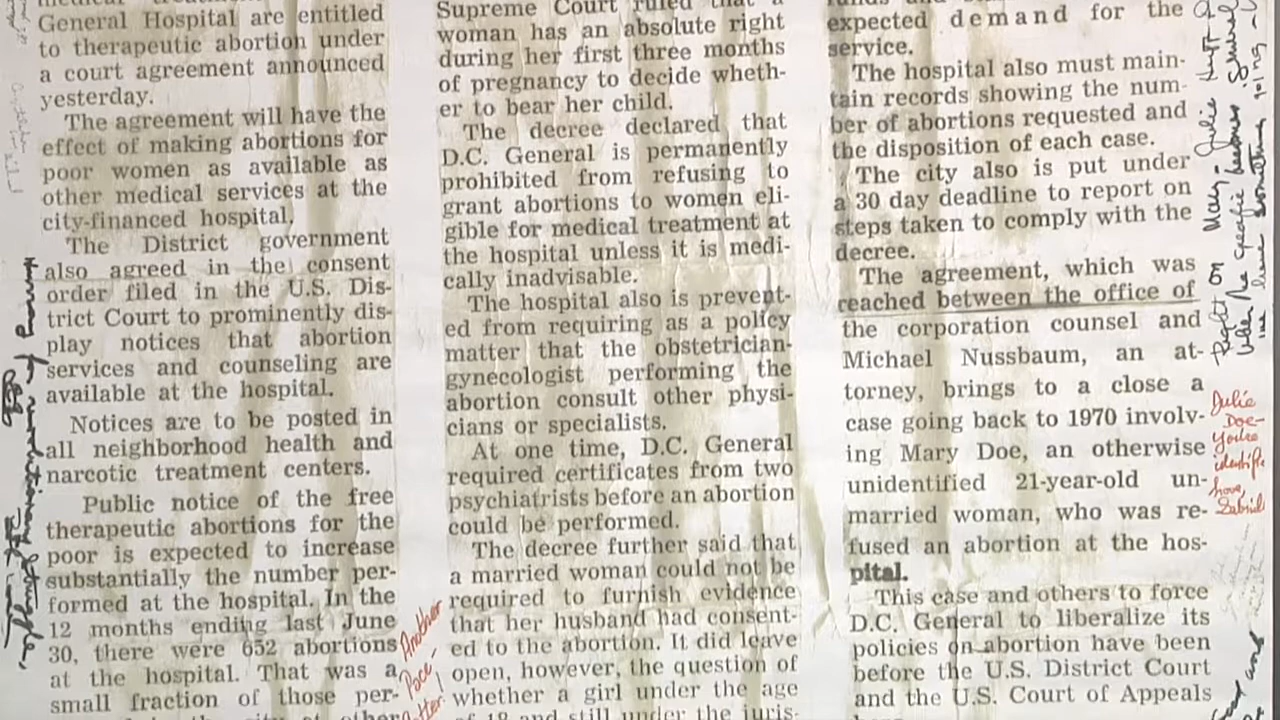 General Hospital are entitled
to therapeutic abortion under
a court agreement announced
yesterday.
The agreement will have the
effect of making abortions for
poor women as available as
other medical services at the
city-financed hospital.
The District government
also agreed in the consent
order filed in the U.S. Dis-
trict Court to prominently dis-
play notices that abortion
services and counseling are
available at the hospital.
Notices are to be posted in
all neighborhood health and
narcotic treatment centers.
Public notice of the free
therapeutic abortions for the
poor is expected to increase
substantially the number per-
formed at the hospital. In the
12 months ending last June
30, there were 652 abortions
at the hospital. That was a
small fraction of those per-
Supreme Court ruled that a
woman has an absolute right
during her first three months
of pregnancy to decide wheth-
er to bear her child.
The decree declared that
D.C. General is permanently
prohibited from refusing to
grant abortions to women eli-
gible for medical treatment at
the hospital unless it is medi-
cally inadvisable.
The hospital also is prevent-
ed from requiring as a policy
matter that the obstetrician-
gynecologist performing the
abortion consult other physi-
cians or specialists.
At one time, D.C. General
required certificates from two
psychiatrists before an abortion
could be performed.
The decree further said that
a married woman could not be
required to furnish evidence
that her husband had consent-
ed to the abortion. It did leave
open, however, the question of
whether a girl under the age
of 18 and still under the juris-
expected demand for the
service.
The hospital also must main-
tain records showing the num-
ber of abortions requested and
the disposition of each case.
The city also is put under
a 30 day deadline to report on
steps taken to comply with the
decree.
The agreement, which was
reached between the office of
the corporation counsel and
Michael Nussbaum, an at-
torney, brings to a close a
case going back to 1970 involv-
ing Mary Doe, an otherwise
unidentified 21-year-old un-
married woman, who was re-
fused an abortion at the hos-
pital.
This case and others to force
D.C. General to liberalize its
policies on abortion have been
before the U.S. District Court
and the U.S. Court of Appeals
Right on Mary - Julie
Julie
Doe-
You're
Another